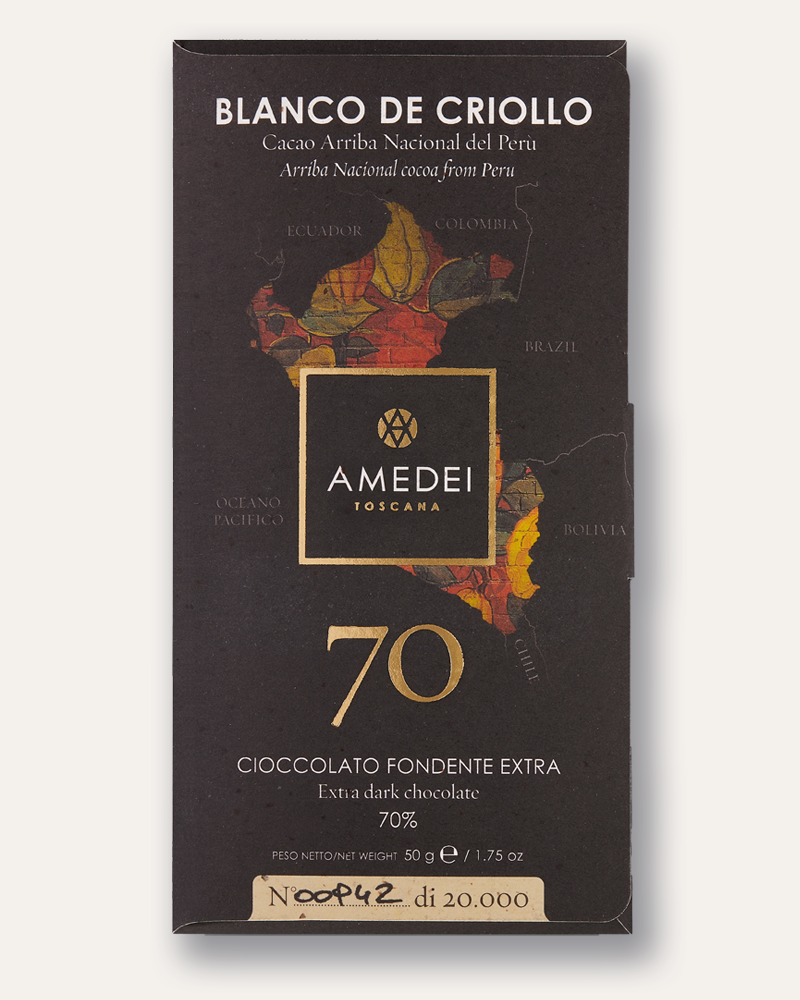 BLANCO DE CRIOLLO
Cacao Arriba Nacional del Perù
Arriba Nacional cocoa from Peru
ECUADOR
COLOMBIA
BRAZIL
AMEDEI
TOSCANA
OCEANO
PACIFICO
BOLIVIA
70
CHILE
CIOCCOLATO FONDENTE EXTRA
Extra dark chocolate
70%
PESO NETTO/NET WEIGHT 50 g ℮ / 1.75 oz
N° di 20.000